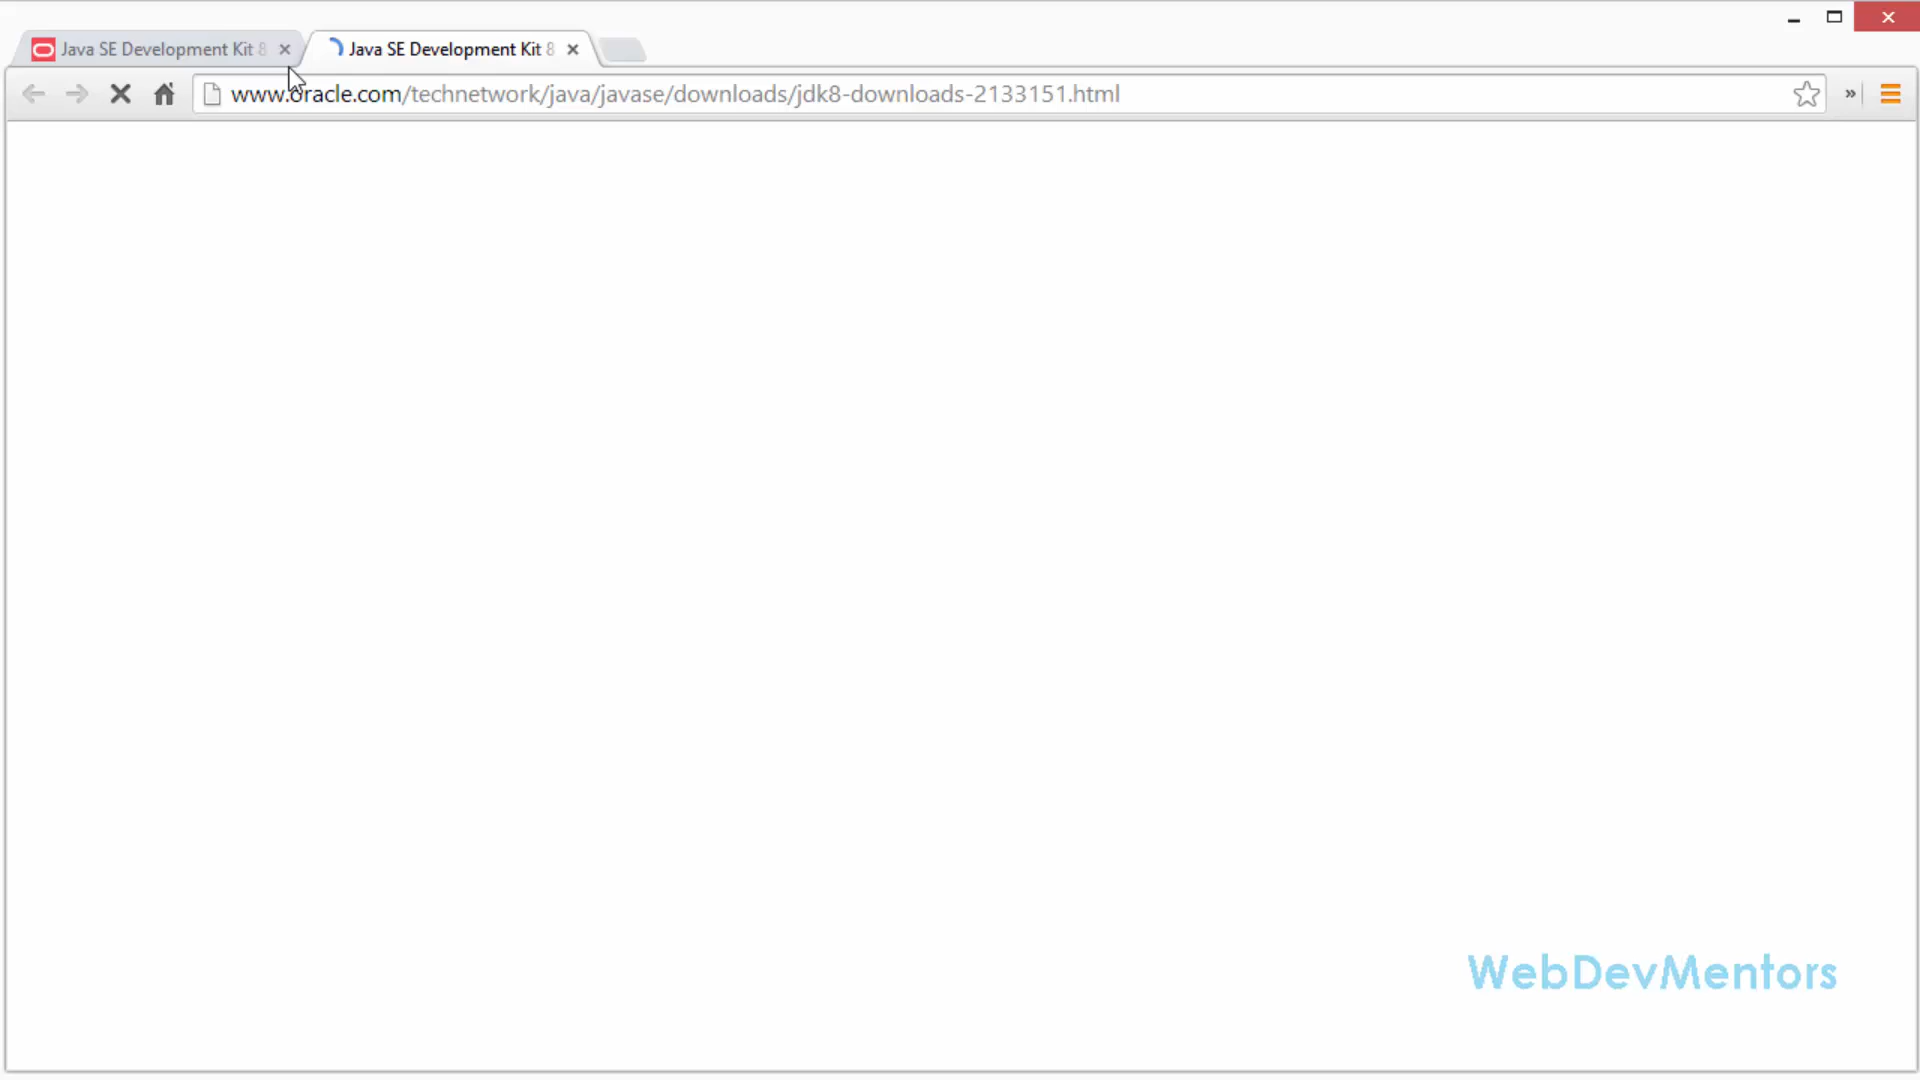 Java SE Development Kit 8
Java SE Development Kit 8
www.oracle.com/technetwork/java/javase/downloads/jdk8-downloads-2133151.html
WebDevMentors